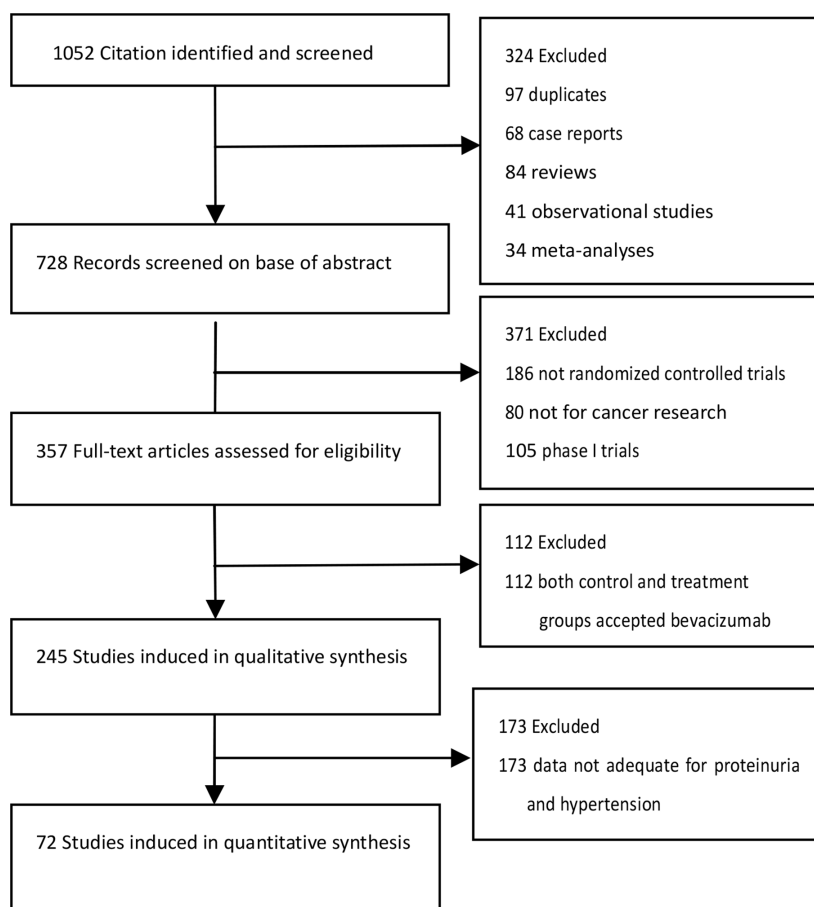 1052 Citation identified and screened
324 Excluded
97 duplicates
68 case reports
84 reviews
41 observational studies
34 meta-analyses
728 Records screened on base of abstract
371 Excluded
186 not randomized controlled trials
80 not for cancer research
105 phase I trials
357 Full-text articles assessed for eligibility
112 Excluded
112 both control and treatment
groups accepted bevacizumab
245 Studies induced in qualitative synthesis
173 Excluded
173 data not adequate for proteinuria
and hypertension
72 Studies induced in quantitative synthesis